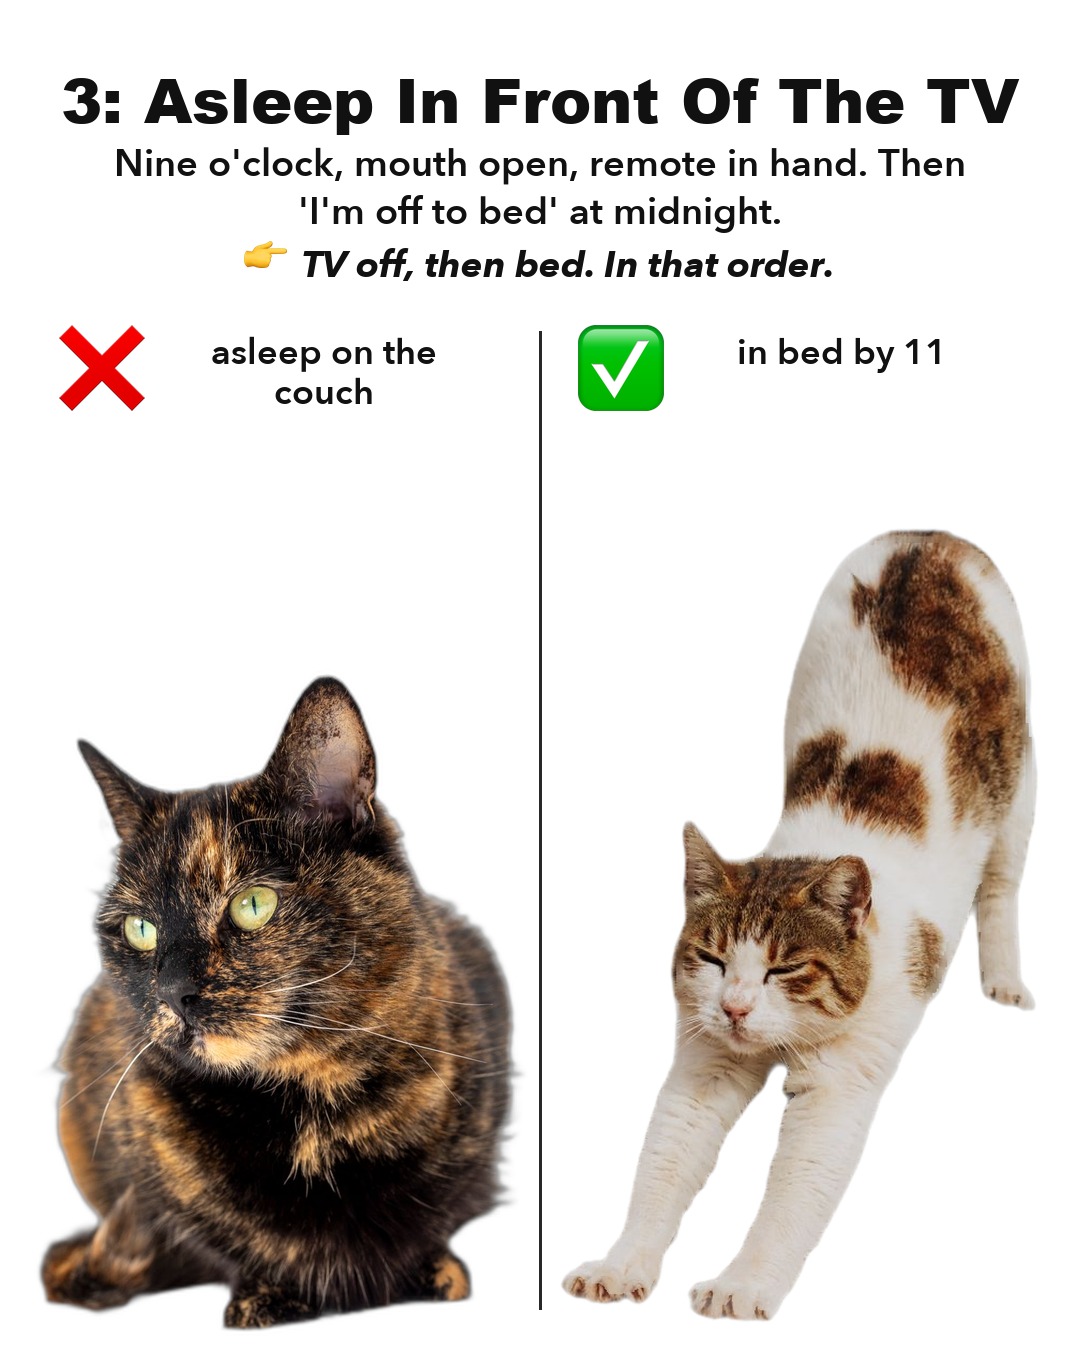 3: Asleep In Front Of The TV
Nine o'clock, mouth open, remote in hand. Then
'I'm off to bed' at midnight.
👉 TV off, then bed. In that order.
❌ asleep on the
couch
✅ in bed by 11